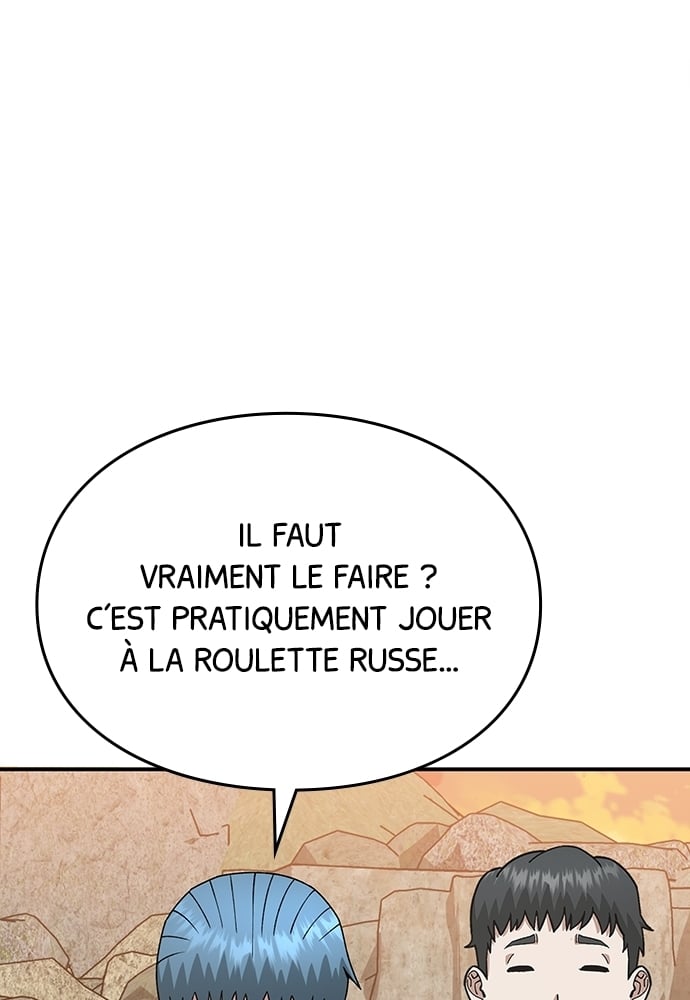 IL FAUT
VRAIMENT LE FAIRE ?
C'EST PRATIQUEMENT JOUER
À LA ROULETTE RUSSE...